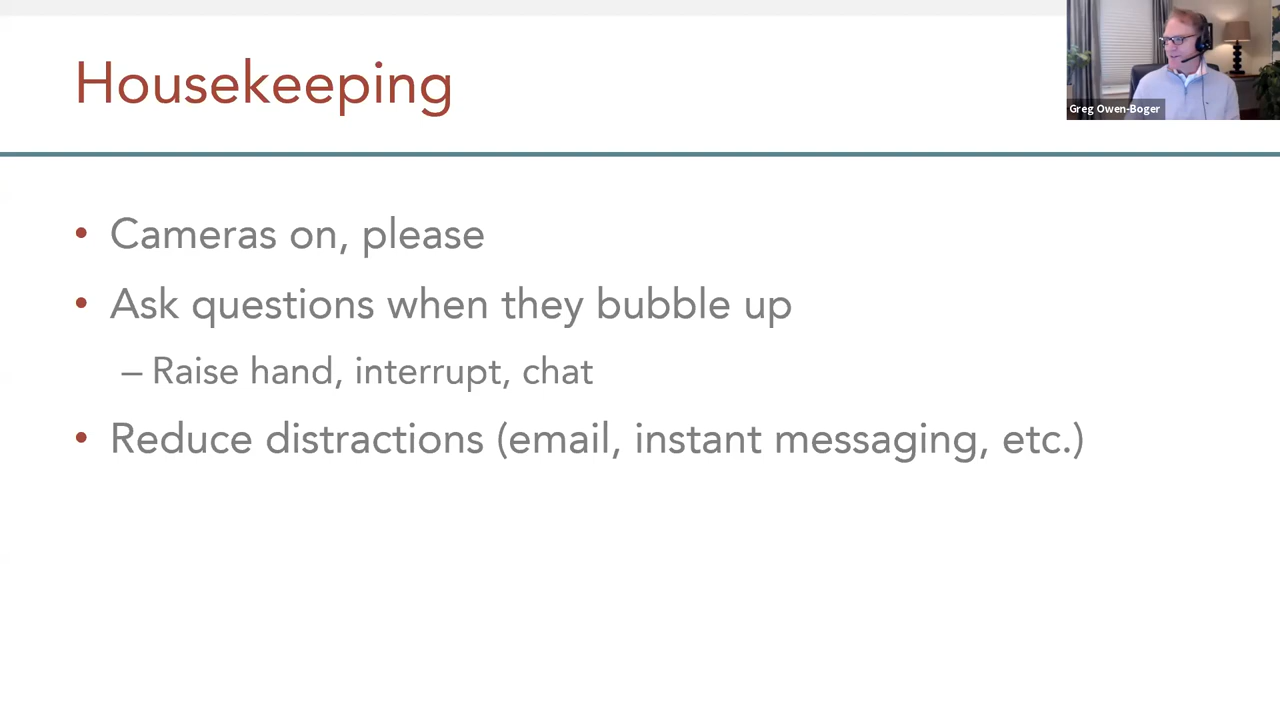 Housekeeping
Greg Owen-Boger
• Cameras on, please
• Ask questions when they bubble up
– Raise hand, interrupt, chat
• Reduce distractions (email, instant messaging, etc.)